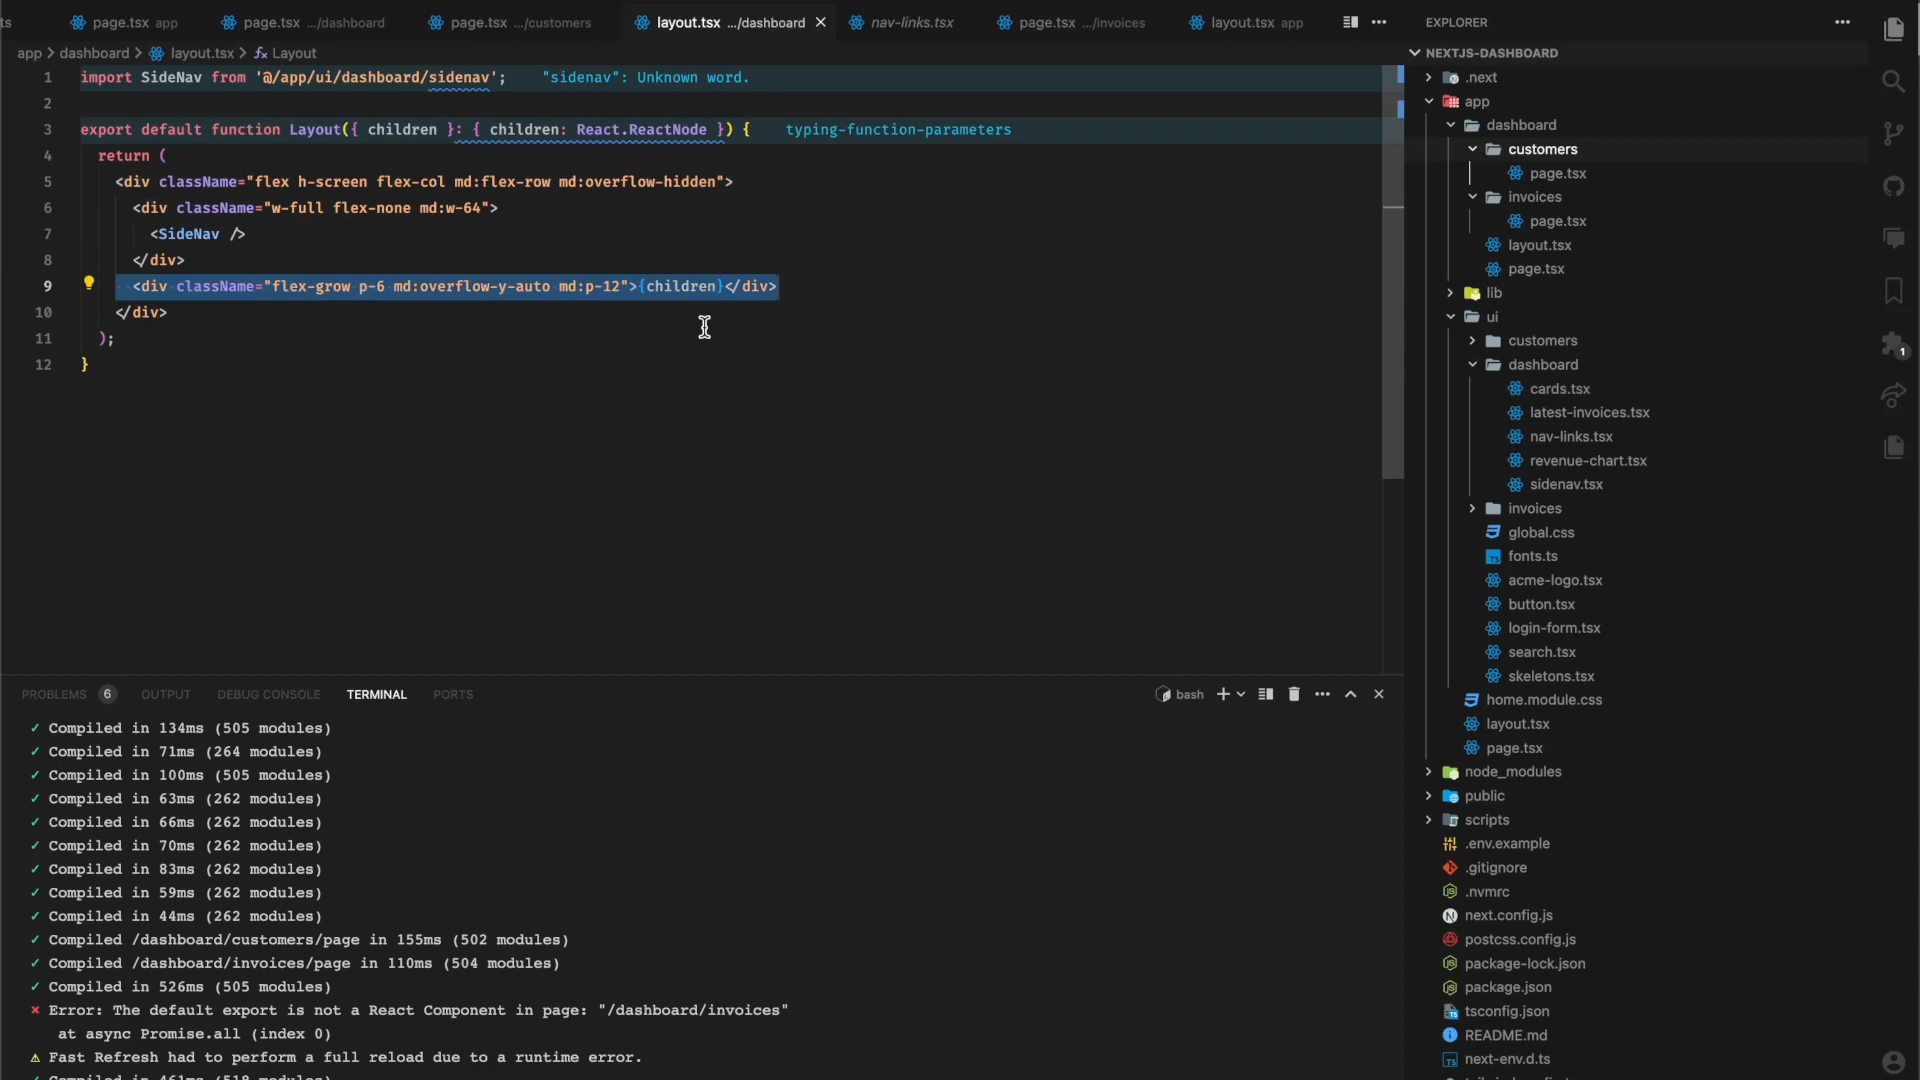 ts
page.tsx app
page.tsx .../dashboard
page.tsx .../customers
layout.tsx .../dashboard
nav-links.tsx
page.tsx .../invoices
layout.tsx app
app > dashboard > layout.tsx > Layout
1 import SideNav from '@/app/ui/dashboard/sidenav'; "sidenav": Unknown word.
2
3 export default function Layout({ children }: { children: React.ReactNode }) { typing-function-parameters
4 return (
5 <div className="flex h-screen flex-col md:flex-row md:overflow-hidden">
6 <div className="w-full flex-none md:w-64">
7 <SideNav />
8 </div>
9 <div className="flex-grow p-6 md:overflow-y-auto md:p-12">{children}</div>
10 </div>
11 );
12 }
PROBLEMS 6 OUTPUT DEBUG CONSOLE TERMINAL PORTS
bash
✓ Compiled in 134ms (505 modules)
✓ Compiled in 71ms (264 modules)
✓ Compiled in 100ms (505 modules)
✓ Compiled in 63ms (262 modules)
✓ Compiled in 66ms (262 modules)
✓ Compiled in 70ms (262 modules)
✓ Compiled in 83ms (262 modules)
✓ Compiled in 59ms (262 modules)
✓ Compiled in 44ms (262 modules)
✓ Compiled /dashboard/customers/page in 155ms (502 modules)
✓ Compiled /dashboard/invoices/page in 110ms (504 modules)
✓ Compiled in 526ms (505 modules)
✗ Error: The default export is not a React Component in page: "/dashboard/invoices"
at async Promise.all (index 0)
⚠ Fast Refresh had to perform a full reload due to a runtime error.
EXPLORER
NEXTJS-DASHBOARD
.next
app
dashboard
customers
page.tsx
invoices
page.tsx
layout.tsx
page.tsx
lib
ui
customers
dashboard
cards.tsx
latest-invoices.tsx
nav-links.tsx
revenue-chart.tsx
sidenav.tsx
invoices
global.css
fonts.ts
acme-logo.tsx
button.tsx
login-form.tsx
search.tsx
skeletons.tsx
home.module.css
layout.tsx
page.tsx
node_modules
public
scripts
.env.example
.gitignore
.nvmrc
next.config.js
postcss.config.js
package-lock.json
package.json
tsconfig.json
README.md
next-env.d.ts
1